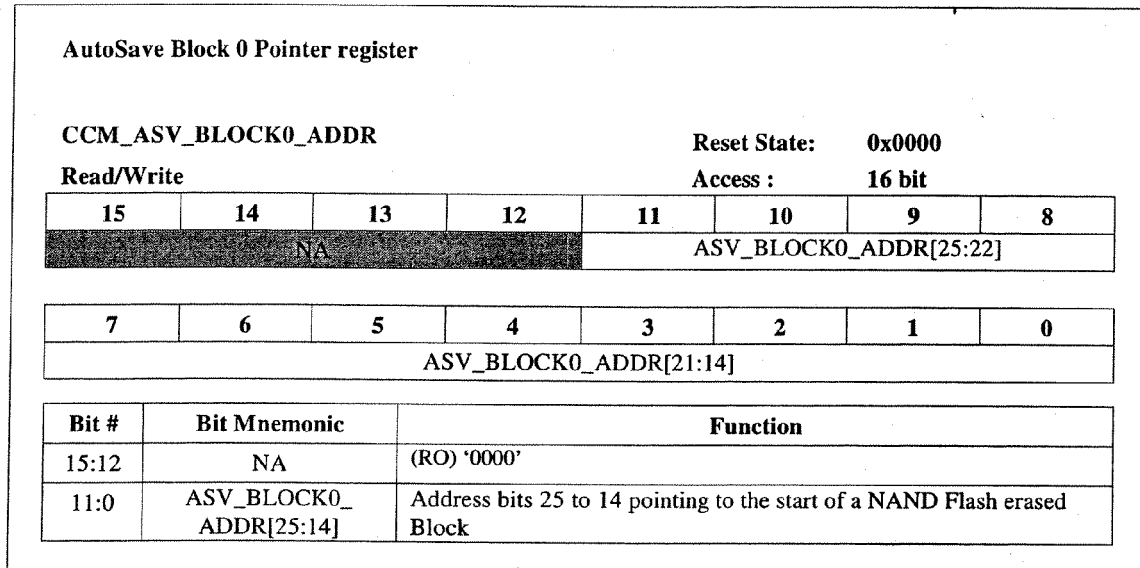 AutoSave Block 0 Pointer register
CCM_ASV_BLOCK0_ADDR
Reset State: 0x0000
Read/Write
Access : 16 bit
15 14 13 12 11 10 9 8
NA ASV_BLOCK0_ADDR[25:22]
7 6 5 4 3 2 1 0
ASV_BLOCK0_ADDR[21:14]
Bit # Bit Mnemonic Function
15:12 NA (RO) ‘0000’
11:0 ASV_BLOCK0_ Address bits 25 to 14 pointing to the start of a NAND Flash erased
ADDR[25:14] Block